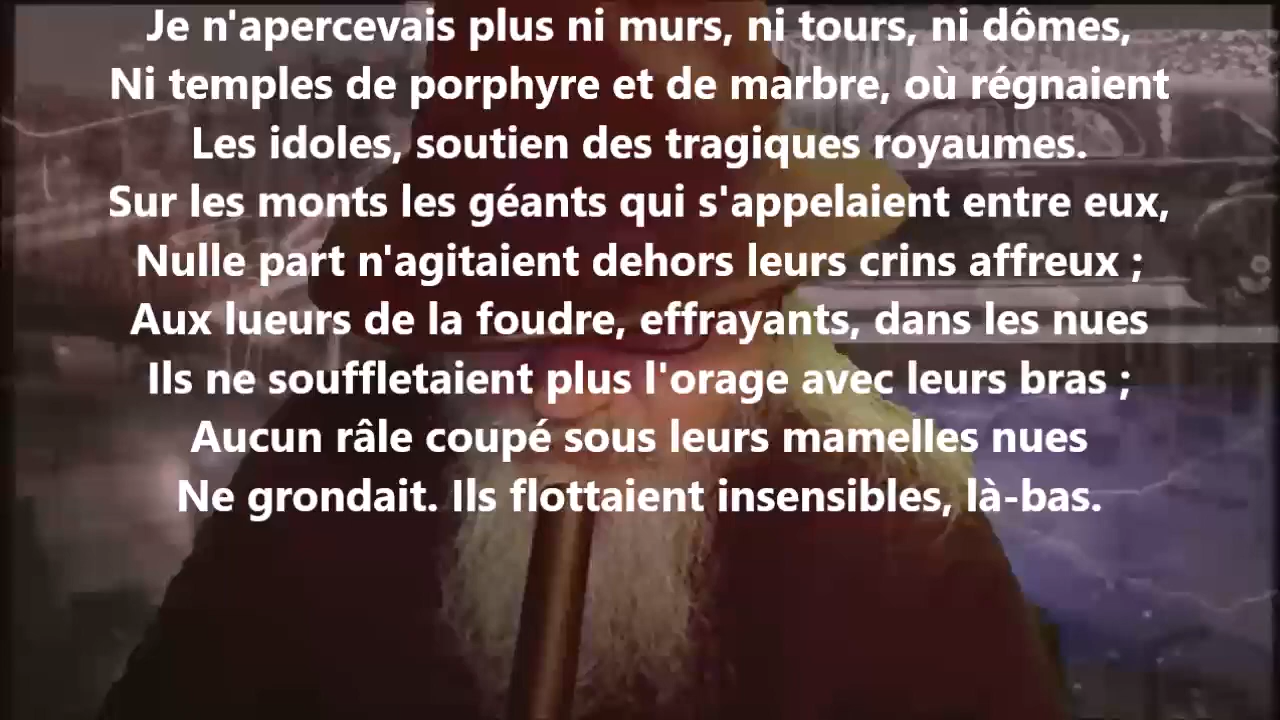 Je n'apercevais plus ni murs, ni tours, ni dômes,
Ni temples de porphyre et de marbre, où régnaient
Les idoles, soutien des tragiques royaumes.
Sur les monts les géants qui s'appelaient entre eux,
Nulle part n'agitaient dehors leurs crins affreux ;
Aux lueurs de la foudre, effrayants, dans les nues
Ils ne souffletaient plus l'orage avec leurs bras ;
Aucun râle coupé sous leurs mamelles nues
Ne grondait. Ils flottaient insensibles, là-bas.